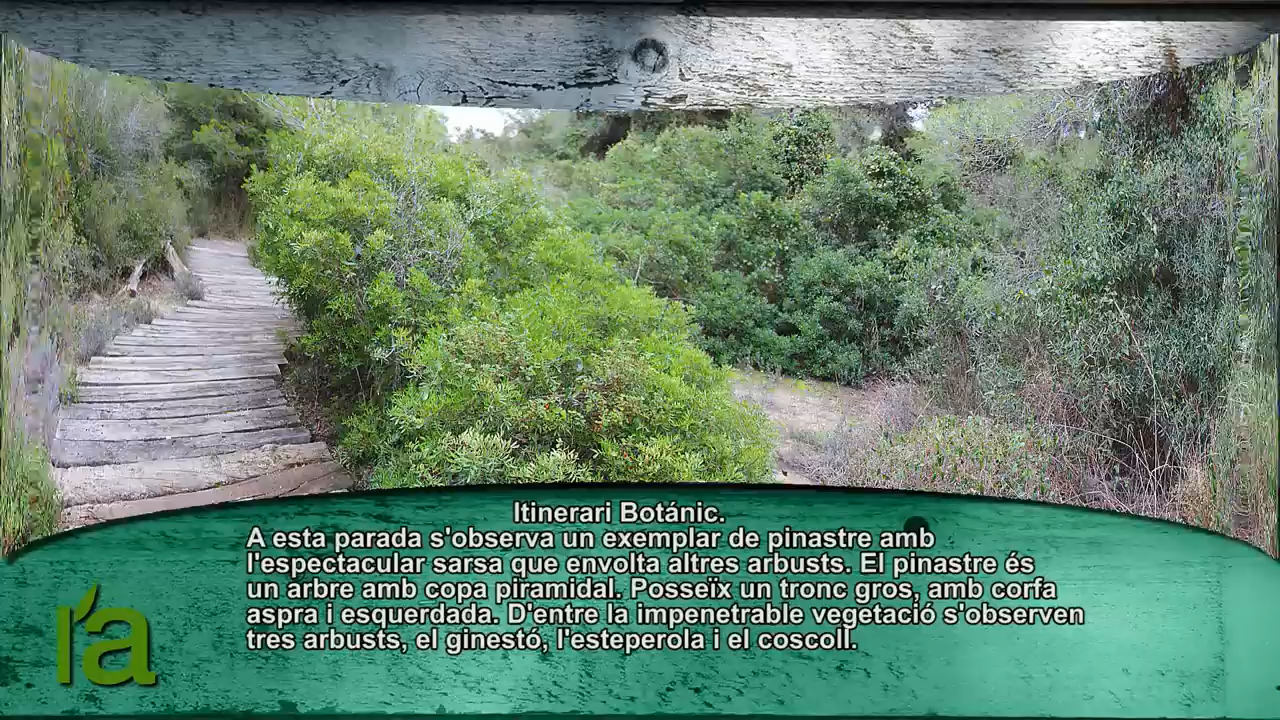 Itinerari Botánic.
A esta parada s'observa un exemplar de pinastre amb
l'espectacular sarsa que envolta altres arbusts. El pinastre és
un arbre amb copa piramidal. Posseïx un tronc gros, amb corfa
aspra i esquerdada. D'entre la impenetrable vegetació s'observen
tres arbusts, el ginestó, l'esteperola i el coscoll.
r'a